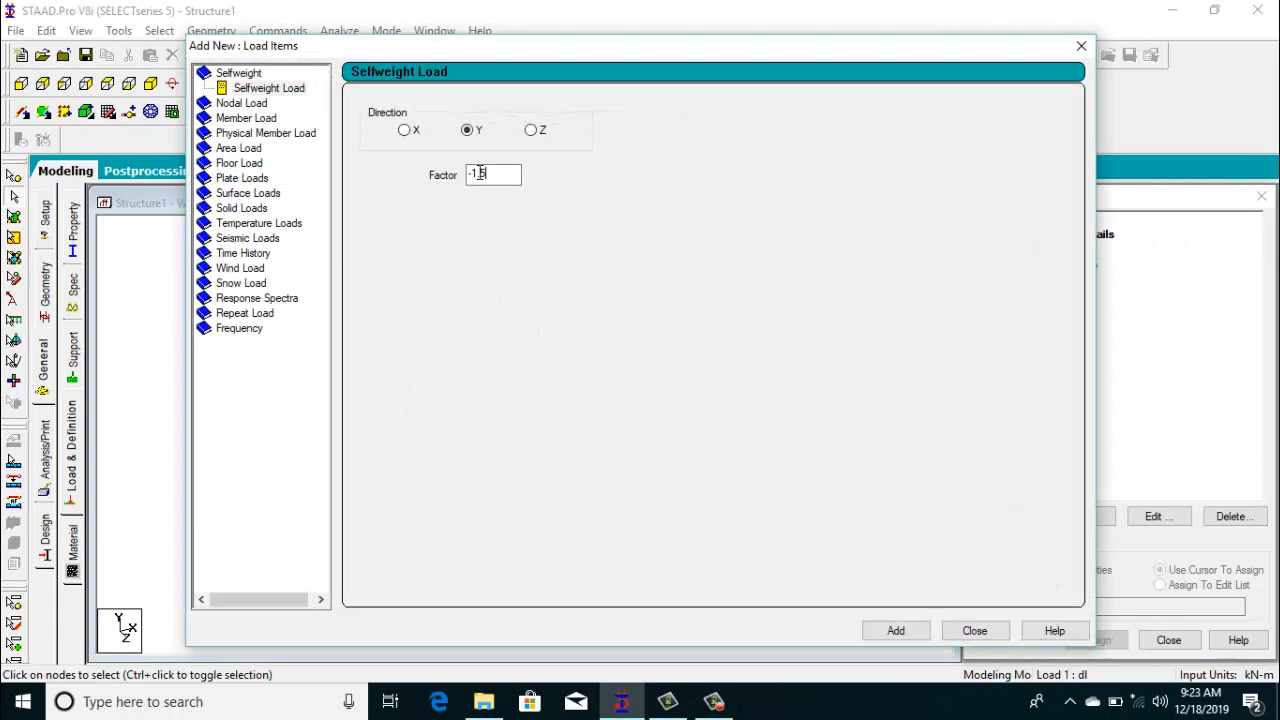 STAAD.Pro V8i (SELECTseries 5) - Structure1
File Edit View Tools Select Geometry Commands Analyze Mode Window Help
Add New : Load Items
Selfweight
Selfweight Load
Nodal Load
Member Load
Physical Member Load
Area Load
Floor Load
Plate Loads
Surface Loads
Solid Loads
Temperature Loads
Seismic Loads
Time History
Wind Load
Snow Load
Response Spectra
Repeat Load
Frequency
Selfweight Load
Direction
X Y Z
Factor -1.5
Add Close Help
Modeling Postprocessing
Structure1 - W
Setup
Geometry
General
Analysis/Print
Design
Property
Spec
Support
Load & Definition
Material
Y
X
Z
ails
Edit ... Delete...
ities
Use Cursor To Assign
Assign To Edit List
ign Close Help
Click on nodes to select (Ctrl+click to toggle selection)
Modeling Mo Load 1 : dl Input Units: kN-m
Type here to search
9:23 AM
12/18/2019
2